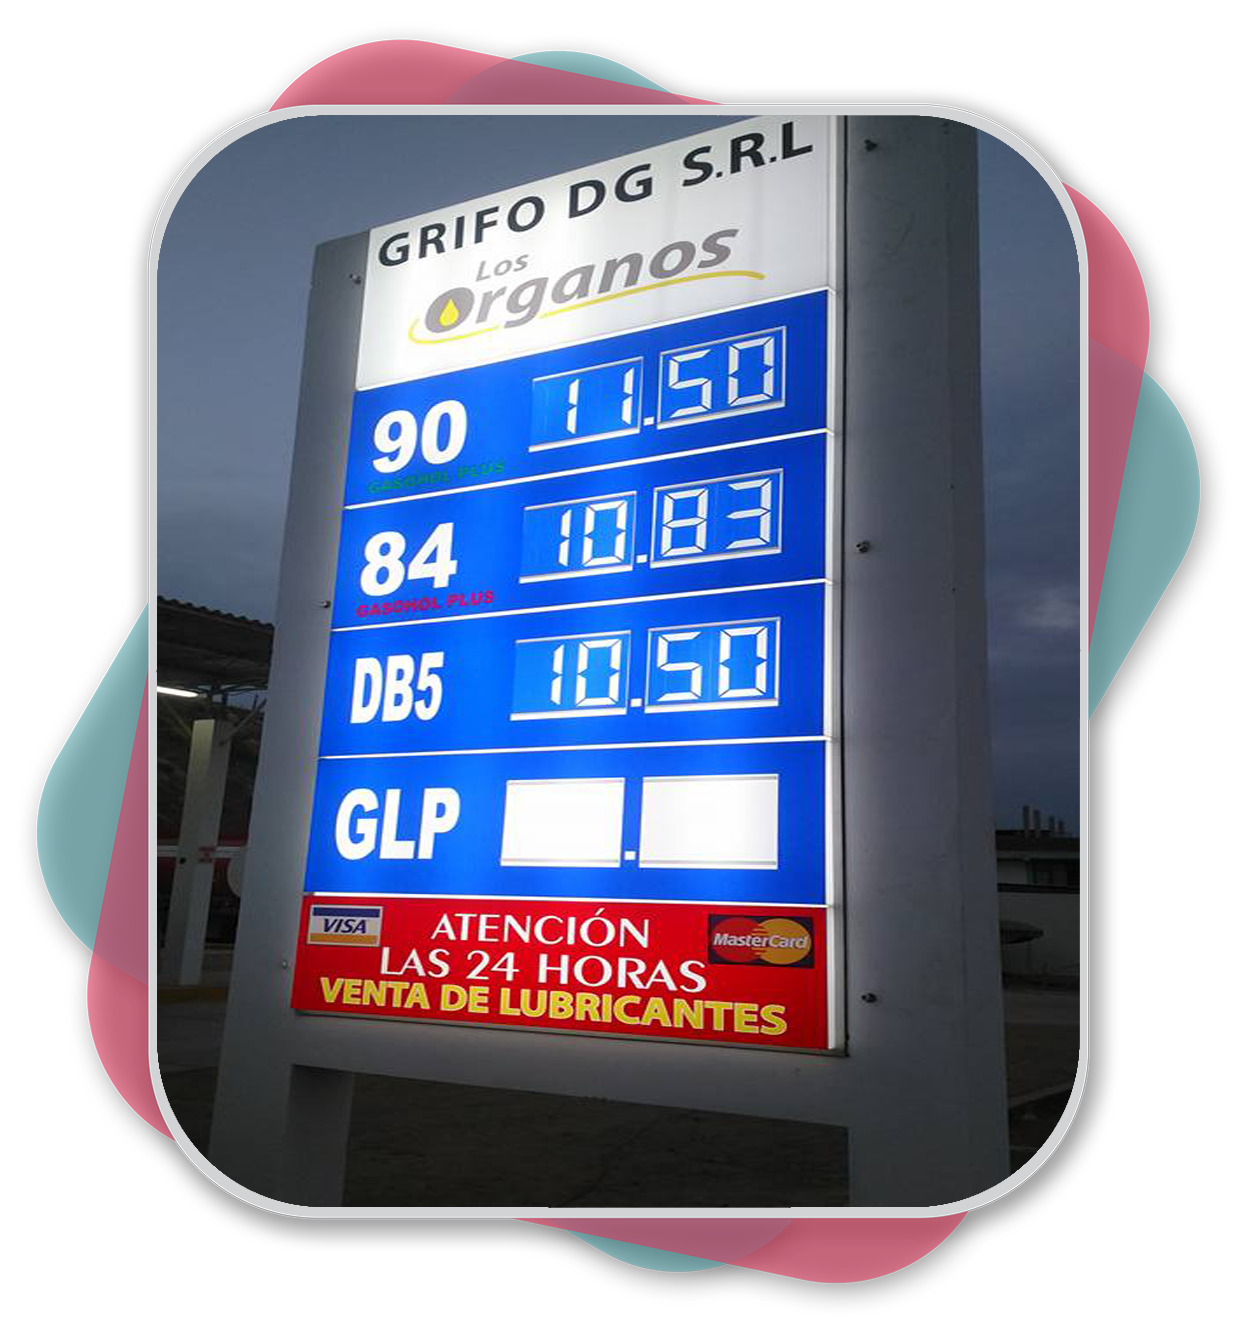 GRIFO DG S.R.L
Los
Organos
90 11.50
GASOHOL PLUS
84 10.83
GASOHOL PLUS
DB5 10.50
GLP .
VISA ATENCIÓN MasterCard
LAS 24 HORAS
VENTA DE LUBRICANTES